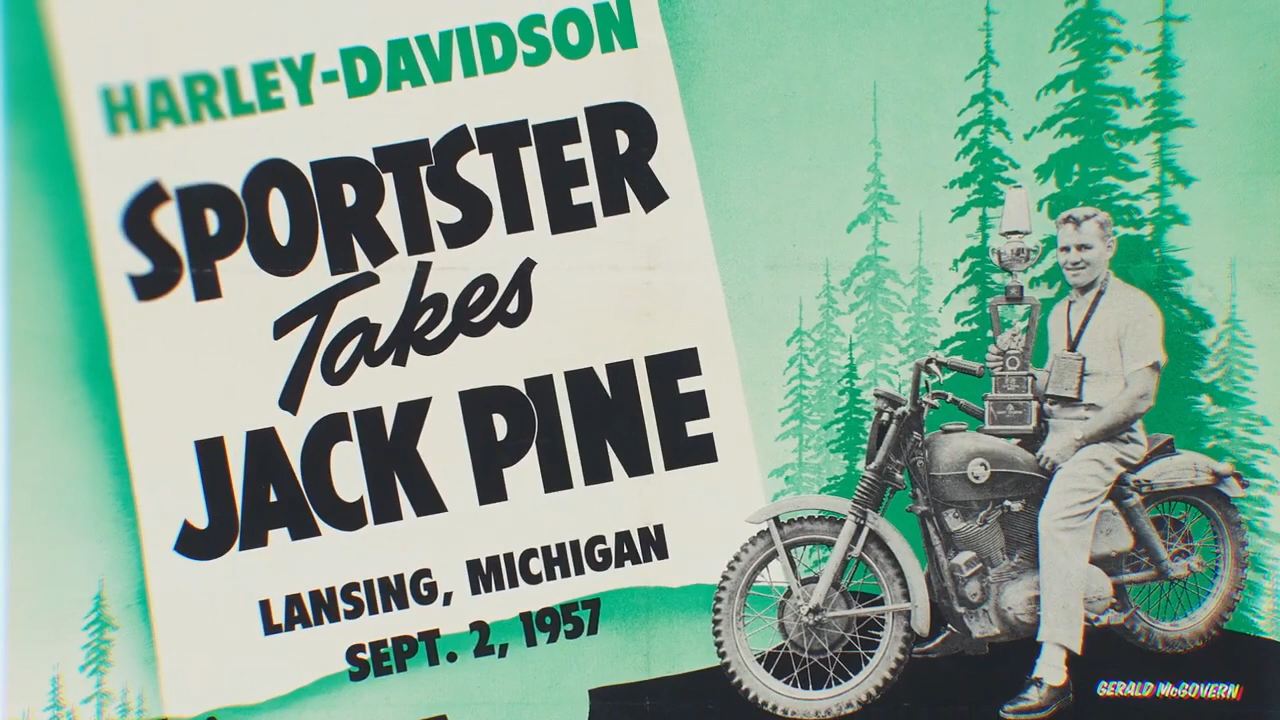 HARLEY-DAVIDSON
SPORTSTER
Takes
JACK PINE
LANSING, MICHIGAN
SEPT. 2, 1957
GERALD McGOVERN